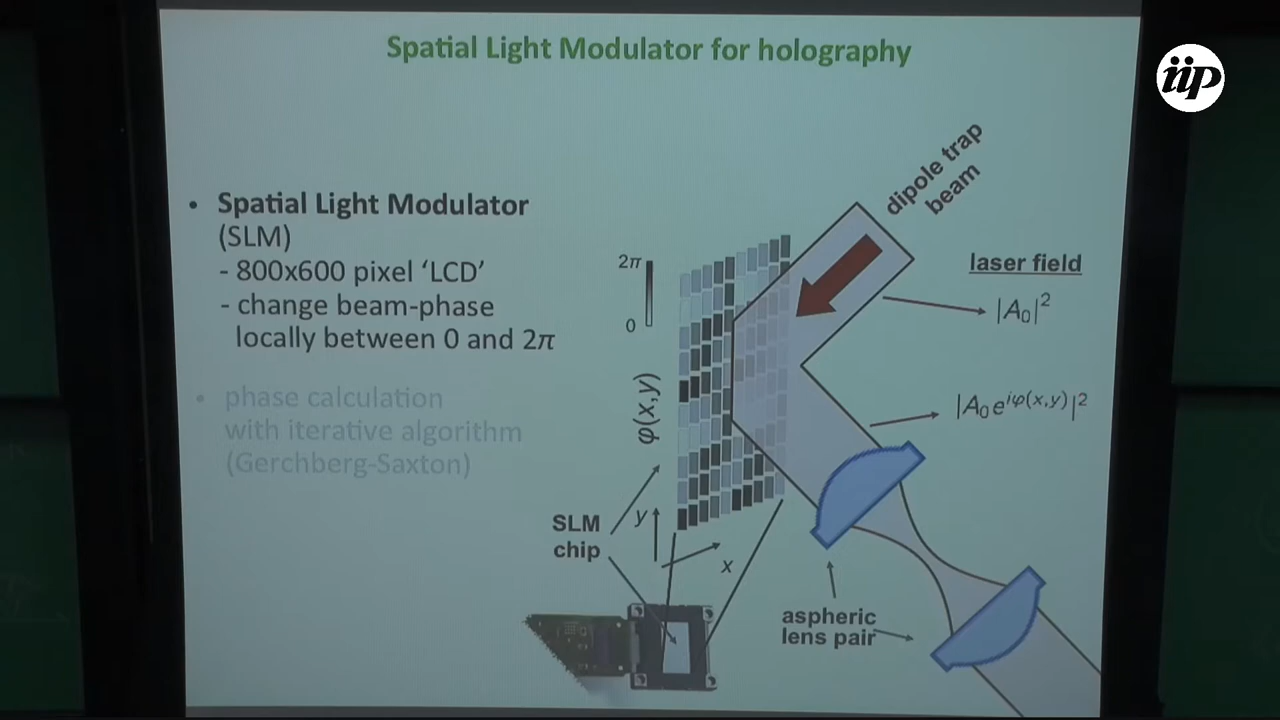 Spatial Light Modulator for holography
iip
• Spatial Light Modulator
(SLM)
- 800x600 pixel 'LCD'
- change beam-phase
locally between 0 and 2π
• phase calculation
with iterative algorithm
(Gerchberg-Saxton)
dipole trap
beam
2π
0
φ(x,y)
laser field
|A₀|²
|A₀e^{iφ(x,y)}|²
SLM
chip
y
x
aspheric
lens pair